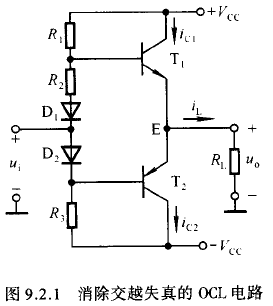 +V_CC
R_1
i_C1
T_1
R_2
D_1
i_L
+
E
+
u_i
D_2
R_L
u_o
−
T_2
−
R_3
i_C2
−V_CC
图 9.2.1 消除交越失真的 OCL 电路